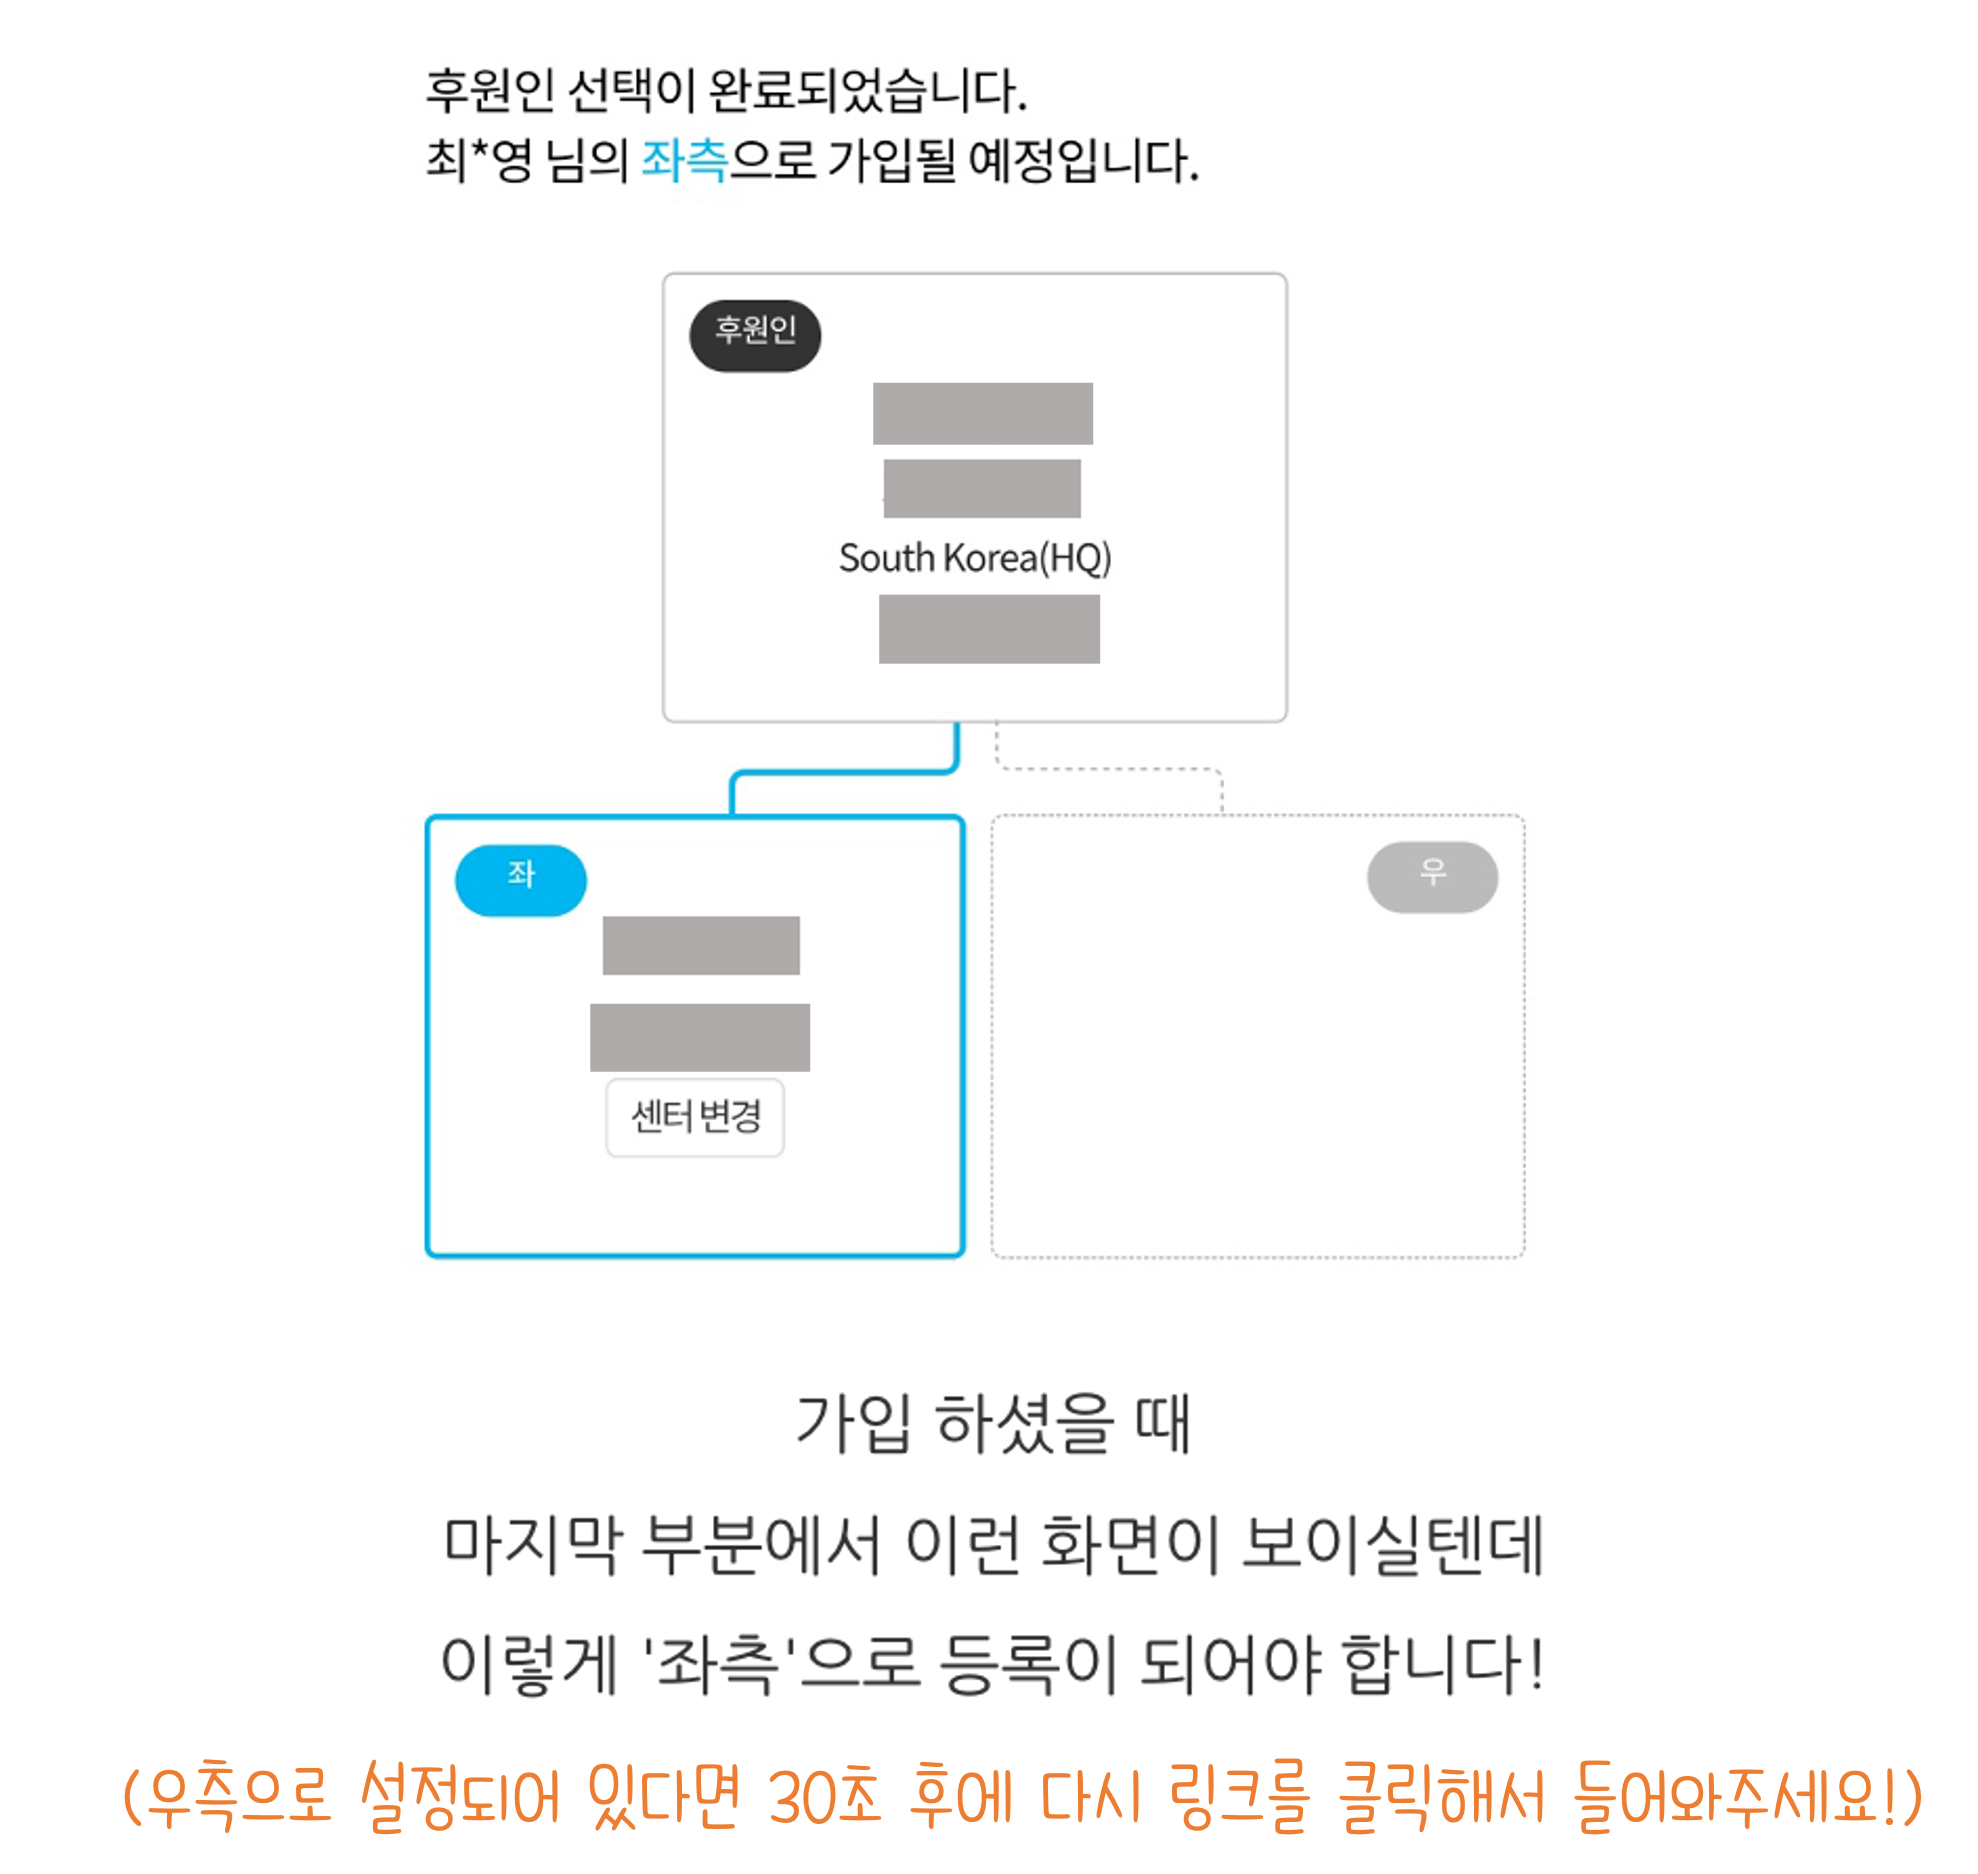 후원인 선택이 완료되었습니다.
최*영 님의 좌측으로 가입될 예정입니다.
후원인
South Korea(HQ)
좌
우
센터 변경
가입 하셨을 때
마지막 부분에서 이런 화면이 보이실텐데
이렇게 '좌측'으로 등록이 되어야 합니다!
(우측으로 설정되어 있다면 30초 후에 다시 링크를 클릭해서 들어와주세요!)